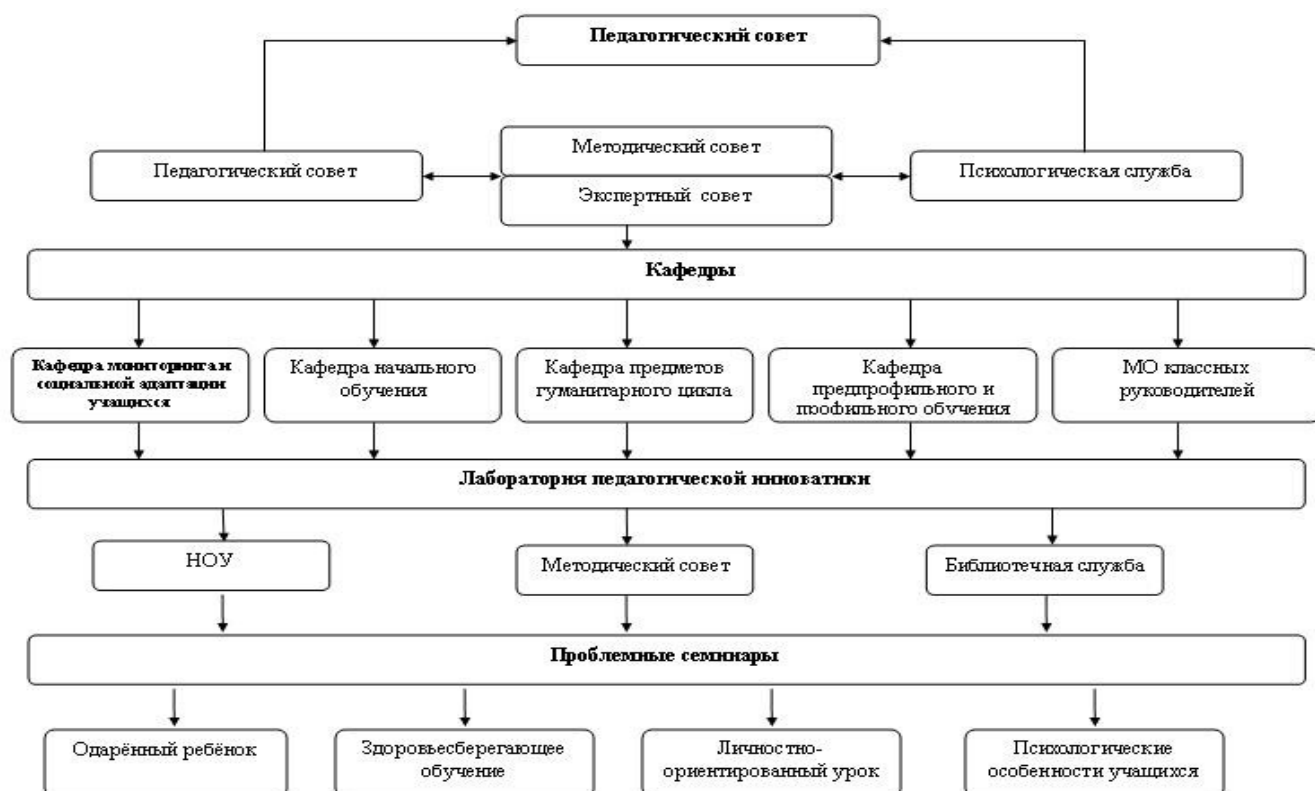 Педагогический совет
Методический совет
Педагогический совет
Психологическая служба
Экспертный совет
Кафедры
Кафедра мониторинга и
социальной адаптации
учащихся
Кафедра начального
обучения
Кафедра предметов
гуманитарного цикла
Кафедра
предпрофильного и
профильного обучения
МО классных
руководителей
Лаборатория педагогической инноватики
НОУ
Методический совет
Библиотечная служба
Проблемные семинары
Одарённый ребёнок
Здоровьесберегающее
обучение
Личностно-
ориентированный урок
Психологические
особенности учащихся